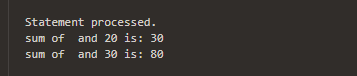 Statement processed.
sum of  and 20 is: 30
sum of  and 30 is: 80